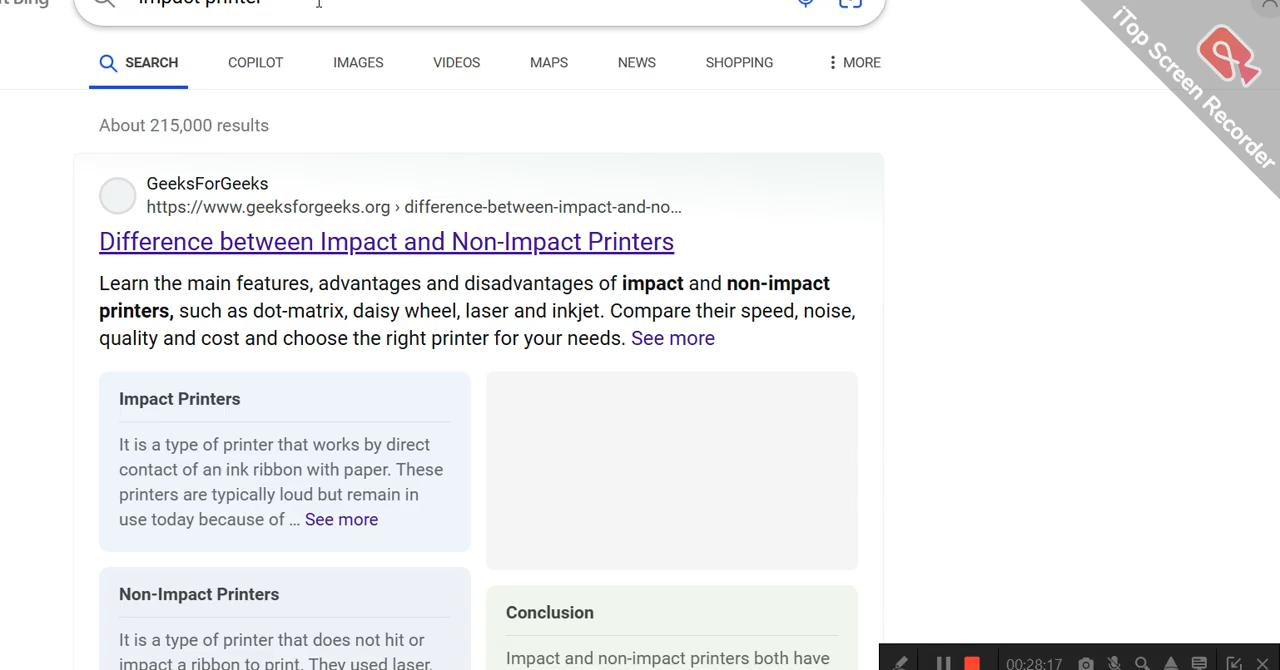 Bing
impact printer
SEARCH
COPILOT
IMAGES
VIDEOS
MAPS
NEWS
SHOPPING
MORE
iTop Screen Recorder
About 215,000 results
GeeksForGeeks
https://www.geeksforgeeks.org › difference-between-impact-and-no...
Difference between Impact and Non-Impact Printers
Learn the main features, advantages and disadvantages of impact and non-impact
printers, such as dot-matrix, daisy wheel, laser and inkjet. Compare their speed, noise,
quality and cost and choose the right printer for your needs. See more
Impact Printers
It is a type of printer that works by direct
contact of an ink ribbon with paper. These
printers are typically loud but remain in
use today because of ... See more
Non-Impact Printers
It is a type of printer that does not hit or
impact a ribbon to print. They used laser,
Conclusion
Impact and non-impact printers both have
00:28:17